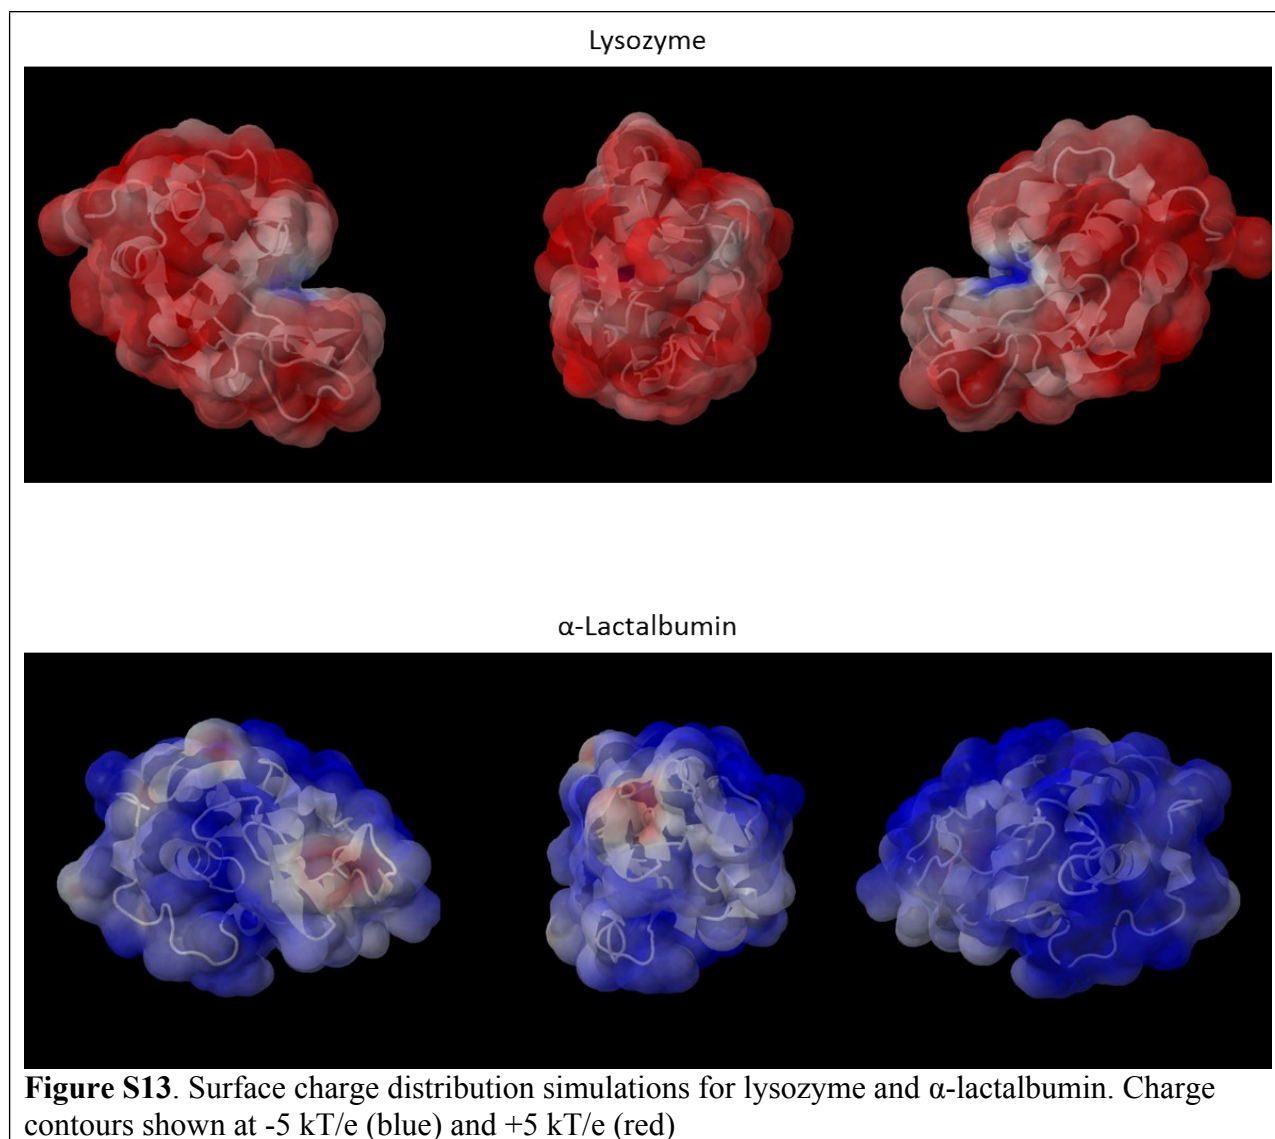 Lysozyme
α-Lactalbumin
Figure S13. Surface charge distribution simulations for lysozyme and α-lactalbumin. Charge
contours shown at -5 kT/e (blue) and +5 kT/e (red)